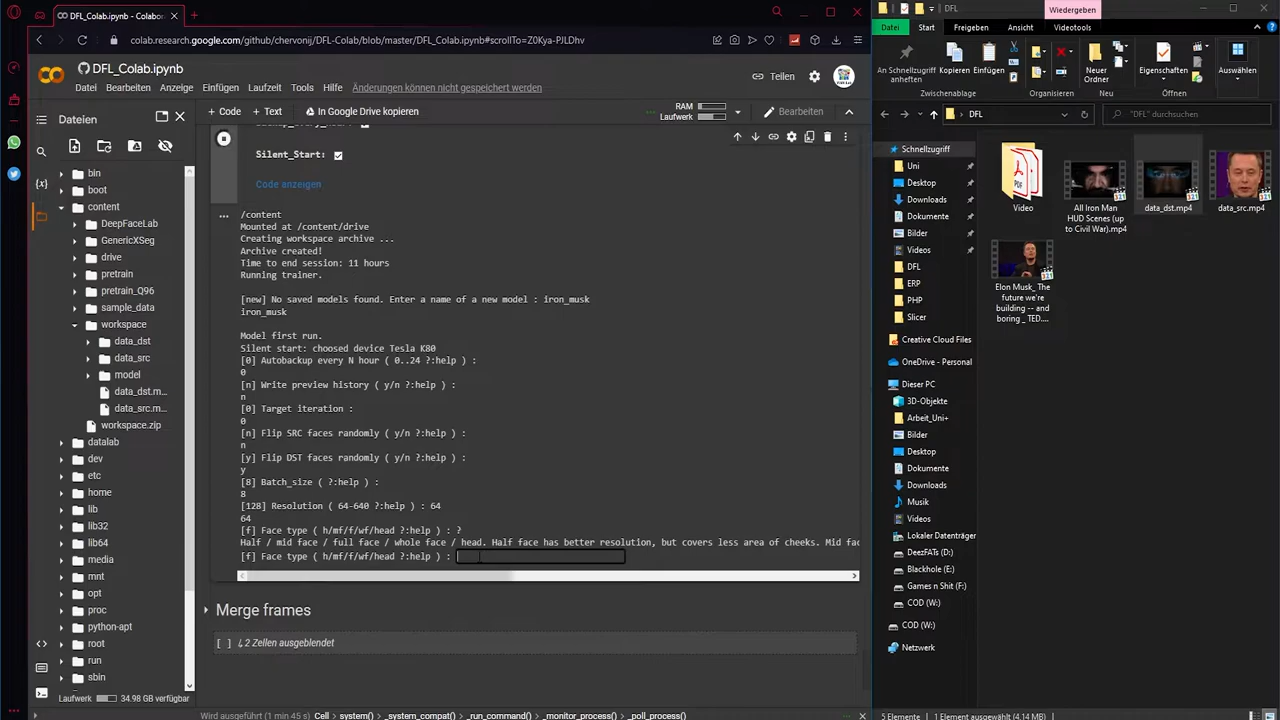 DFL_Colab.ipynb - Colabor
colab.research.google.com/github/chervonij/DFL-Colab/blob/master/DFL_Colab.ipynb#scrollTo=Z0Kya-PJLDhv
DFL_Colab.ipynb
Teilen
Datei Bearbeiten Anzeige Einfügen Laufzeit Tools Hilfe Änderungen können nicht gespeichert werden
+ Code + Text In Google Drive kopieren
RAM
Laufwerk
Bearbeiten
Dateien
bin
boot
content
DeepFaceLab
GenericXSeg
drive
pretrain
pretrain_Q96
sample_data
workspace
data_dst
data_src
model
data_dst.m...
data_src.m...
workspace.zip
datalab
dev
etc
home
lib
lib32
lib64
media
mnt
opt
proc
python-apt
root
run
sbin
Laufwerk 34.98 GB verfügbar
Silent_Start:
Code anzeigen
/content
Mounted at /content/drive
Creating workspace archive ...
Archive created!
Time to end session: 11 hours
Running trainer.
[new] No saved models found. Enter a name of a new model : iron_musk
iron_musk
Model first run.
Silent start: choosed device Tesla K80
[0] Autobackup every N hour ( 0..24 ?:help ) :
0
[n] Write preview history ( y/n ?:help ) :
n
[0] Target iteration :
0
[n] Flip SRC faces randomly ( y/n ?:help ) :
n
[y] Flip DST faces randomly ( y/n ?:help ) :
y
[8] Batch_size ( ?:help ) :
8
[128] Resolution ( 64-640 ?:help ) : 64
64
[f] Face type ( h/mf/f/wf/head ?:help ) : ?
Half / mid face / full face / whole face / head. Half face has better resolution, but covers less area of cheeks. Mid fac
[f] Face type ( h/mf/f/wf/head ?:help ) :
Merge frames
[ ] ↳ 2 Zellen ausgeblendet
Wird ausgeführt (1 min 45 s) Cell > system() > _system_compat() > _run_command() > _monitor_process() > _poll_process()
DFL
Wiedergeben
Datei Start Freigeben Ansicht Videotools
An Schnellzugriff
anheften
Kopieren
Einfügen
Zwischenablage
Organisieren
Neuer
Ordner
Neu
Eigenschaften
Öffnen
Auswählen
DFL
"DFL" durchsuchen
Schnellzugriff
Uni
Desktop
Downloads
Dokumente
Bilder
Videos
DFL
ERP
PHP
Slicer
Creative Cloud Files
OneDrive - Personal
Dieser PC
3D-Objekte
Arbeit_Uni+
Bilder
Desktop
Dokumente
Downloads
Musik
Videos
Lokaler Datenträger
DeezFATs (D:)
Blackhole (E:)
Games n Shit (F:)
COD (W:)
COD (W:)
Netzwerk
Video
All Iron Man
HUD Scenes (up
to Civil War).mp4
data_dst.mp4
data_src.mp4
Elon Musk_ The
future we're
building -- and
boring _ TED....
5 Elemente 1 Element ausgewählt (4,14 MB)